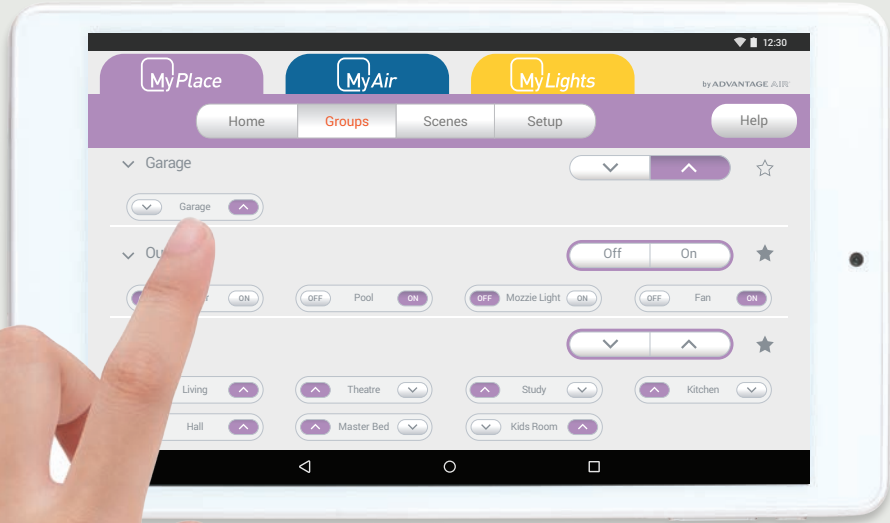 12:30
MyPlace
MyAir
MyLights
by ADVANTAGE AIR
Home Groups Scenes Setup Help
Garage
Garage
Ou
Off On
ON OFF Pool ON OFF Mozzie Light ON OFF Fan ON
Living Theatre Study Kitchen
Hall Master Bed Kids Room